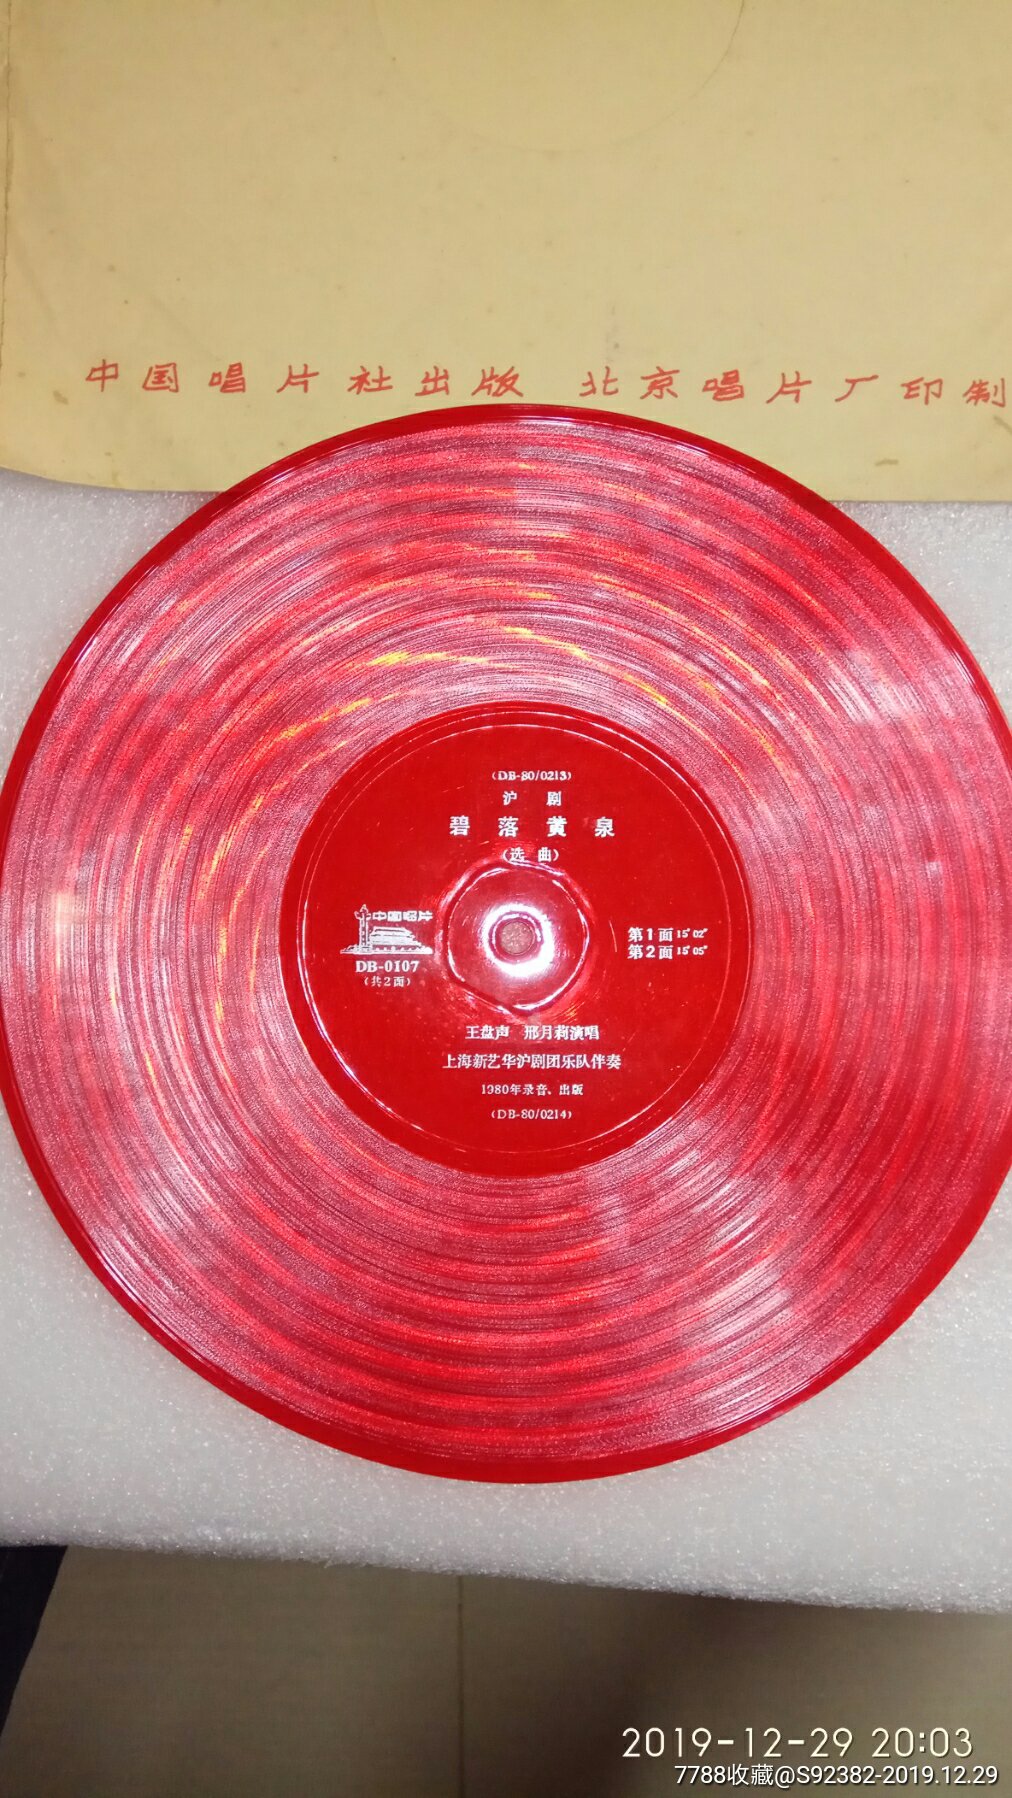 中国唱片社出版 北京唱片厂印制
(DB-80/0213)
沪 剧
碧 落 黄 泉
(选 曲)
中国唱片
DB-0107
(共2面)
第1面 15′02″
第2面 15′05″
王盘声 邢月莉演唱
上海新艺华沪剧团乐队伴奏
1980年录音、出版
(DB-80/0214)
2019-12-29 20:03
7788收藏@S92382-2019.12.29